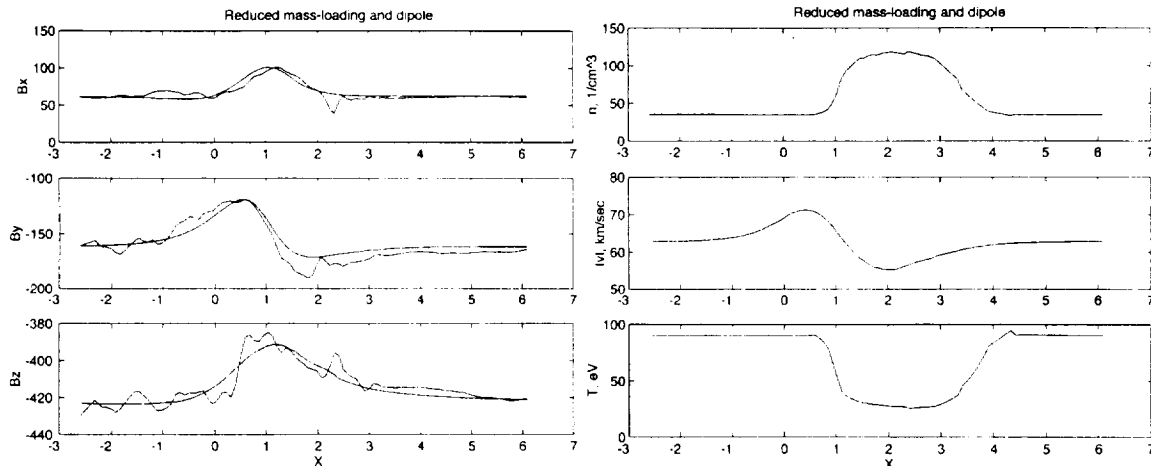 Reduced mass-loading and dipole
150
100
50
0
Bx
-3 -2 -1 0 1 2 3 4 5 6 7
-100
-150
-200
By
-3 -2 -1 0 1 2 3 4 5 6 7
-380
-400
-420
-440
Bz
-3 -2 -1 0 1 2 3 4 5 6 7
X
Reduced mass-loading and dipole
150
100
50
0
n, 1/cm^3
-3 -2 -1 0 1 2 3 4 5 6 7
80
70
60
50
|v|, km/sec
-3 -2 -1 0 1 2 3 4 5 6 7
100
50
0
T, eV
-3 -2 -1 0 1 2 3 4 5 6 7
X